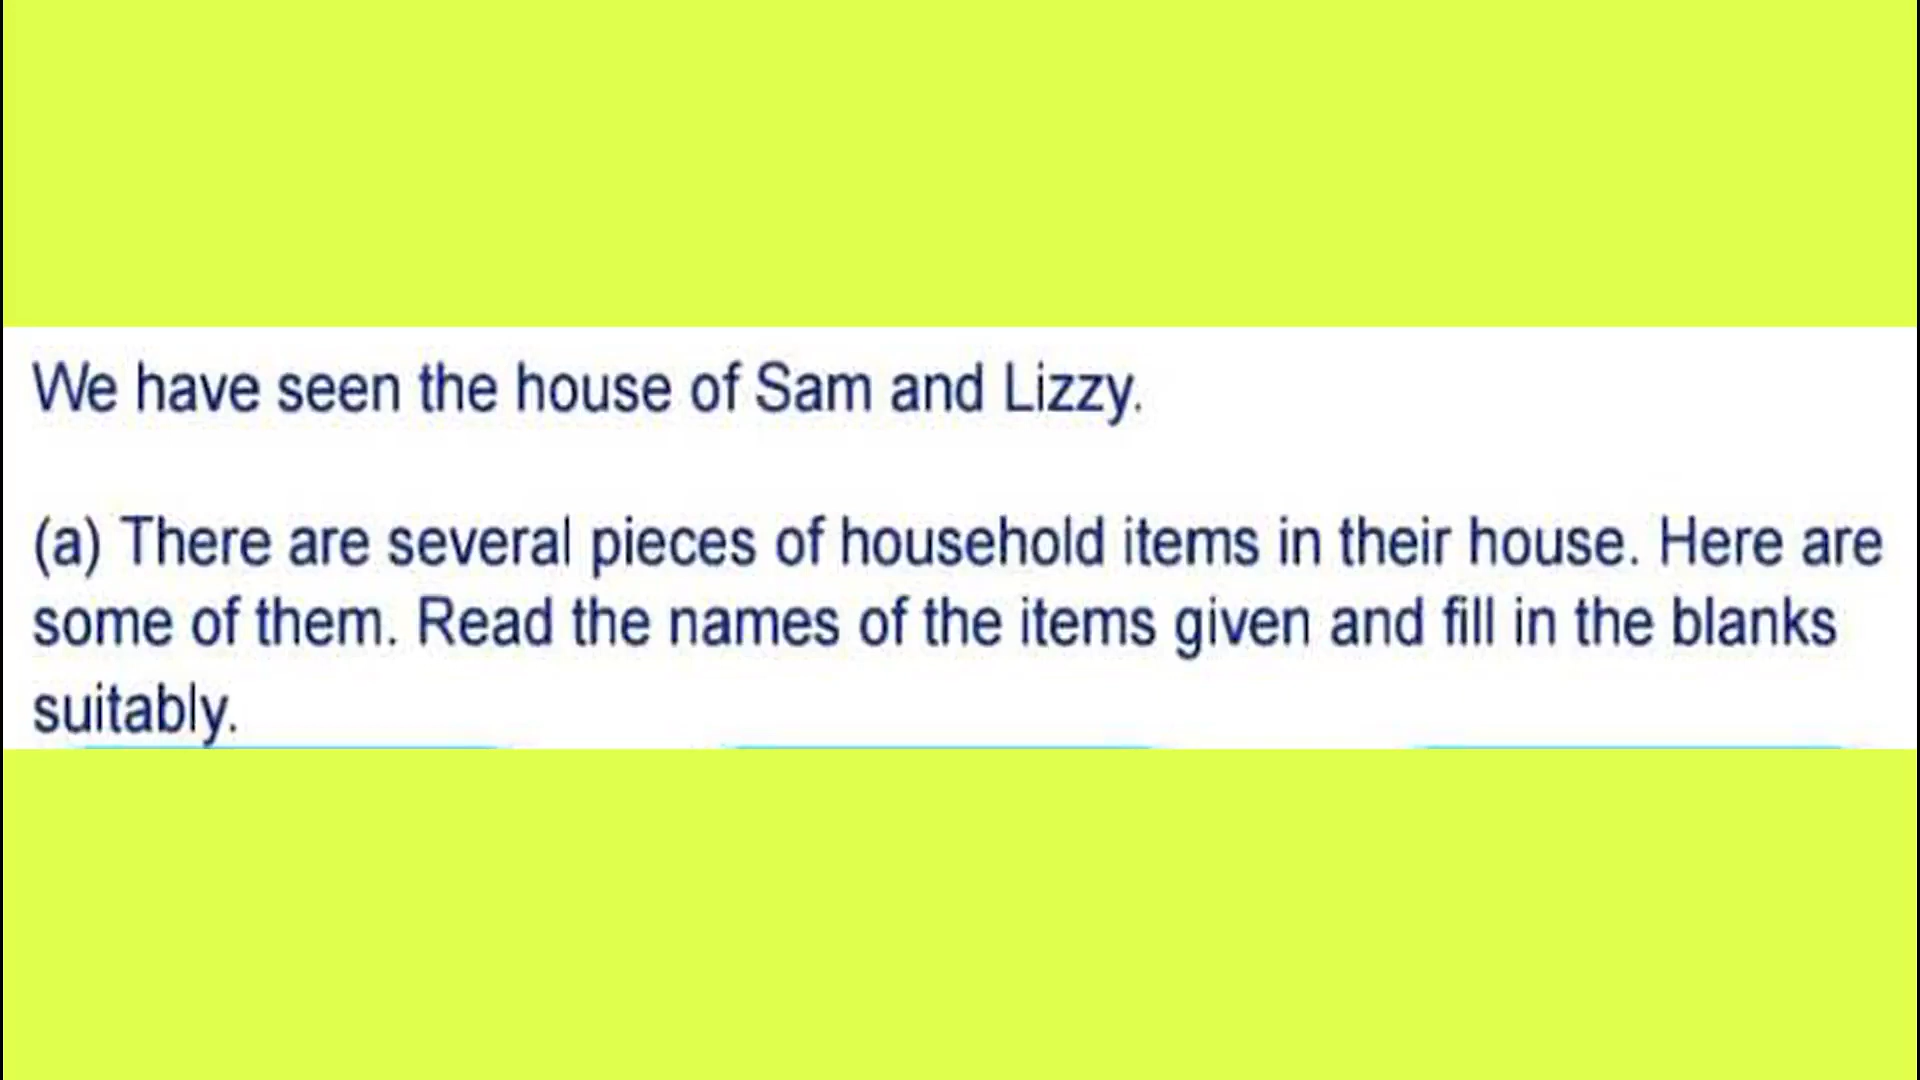 We have seen the house of Sam and Lizzy.
(a) There are several pieces of household items in their house. Here are
some of them. Read the names of the items given and fill in the blanks
suitably.